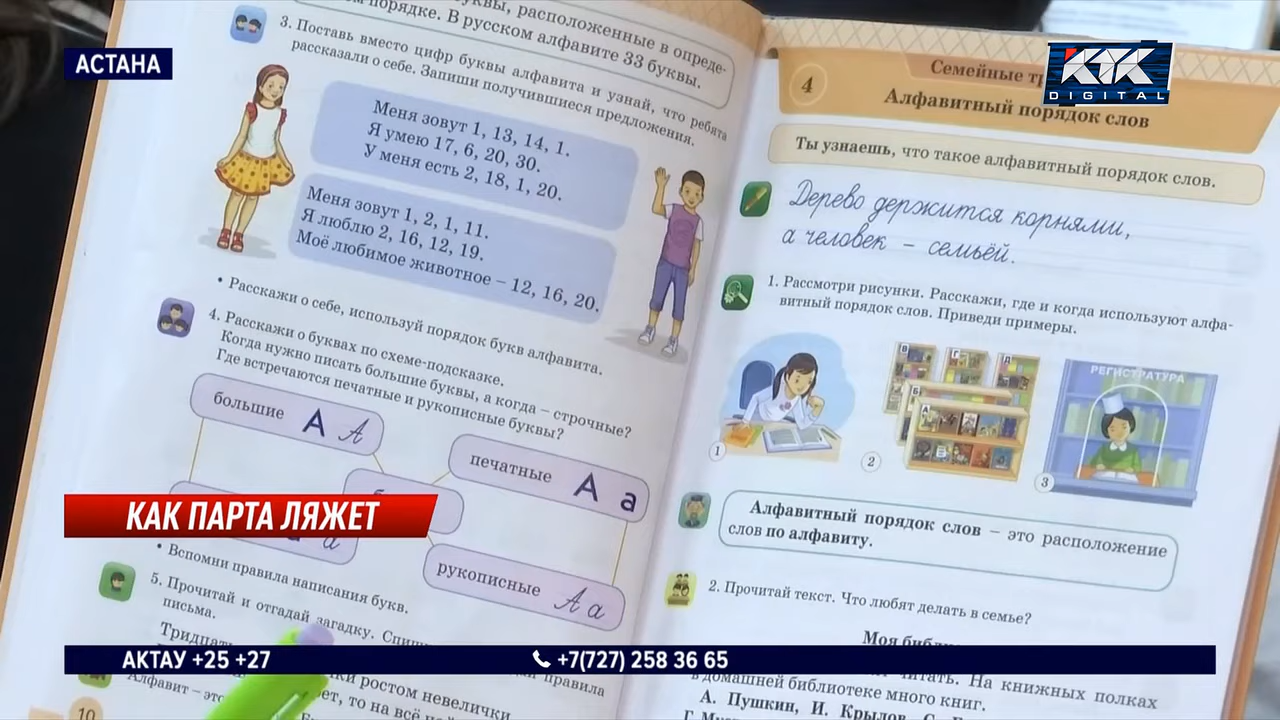 АСТАНА
КТК
DIGITAL
буквы, расположенные в опреде-
порядке. В русском алфавите 33 буквы.
3. Поставь вместо цифр буквы алфавита и узнай, что ребята
рассказали о себе. Запиши получившиеся предложения.
Меня зовут 1, 13, 14, 1.
Я умею 17, 6, 20, 30.
У меня есть 2, 18, 1, 20.
Меня зовут 1, 2, 1, 11.
Я люблю 2, 16, 12, 19.
Моё любимое животное – 12, 16, 20.
• Расскажи о себе, используй порядок букв алфавита.
4. Расскажи о буквах по схеме-подсказке.
Когда нужно писать большие буквы, а когда – строчные?
Где встречаются печатные и рукописные буквы?
большие А А
печатные А а
рукописные А а
• Вспомни правила написания букв.
5. Прочитай и отгадай загадку.
письма.
ростом невелички
правила
Алфавит – это
10
4
Семейные
Алфавитный порядок слов
Ты узнаешь, что такое алфавитный порядок слов.
Дерево держится корнями,
а человек – семьёй.
1. Рассмотри рисунки. Расскажи, где и когда используют алфа-
витный порядок слов. Приведи примеры.
В
Г
Д
Б
А
РЕГИСТРАТУРА
1
2
3
Алфавитный порядок слов – это расположение
слов по алфавиту.
2. Прочитай текст. Что любят делать в семье?
Моя
читать. На книжных полках
в домашней библиотеке много книг.
А. Пушкин, И. Крылов,
КАК ПАРТА ЛЯЖЕТ
АКТАУ +25 +27
+7(727) 258 36 65